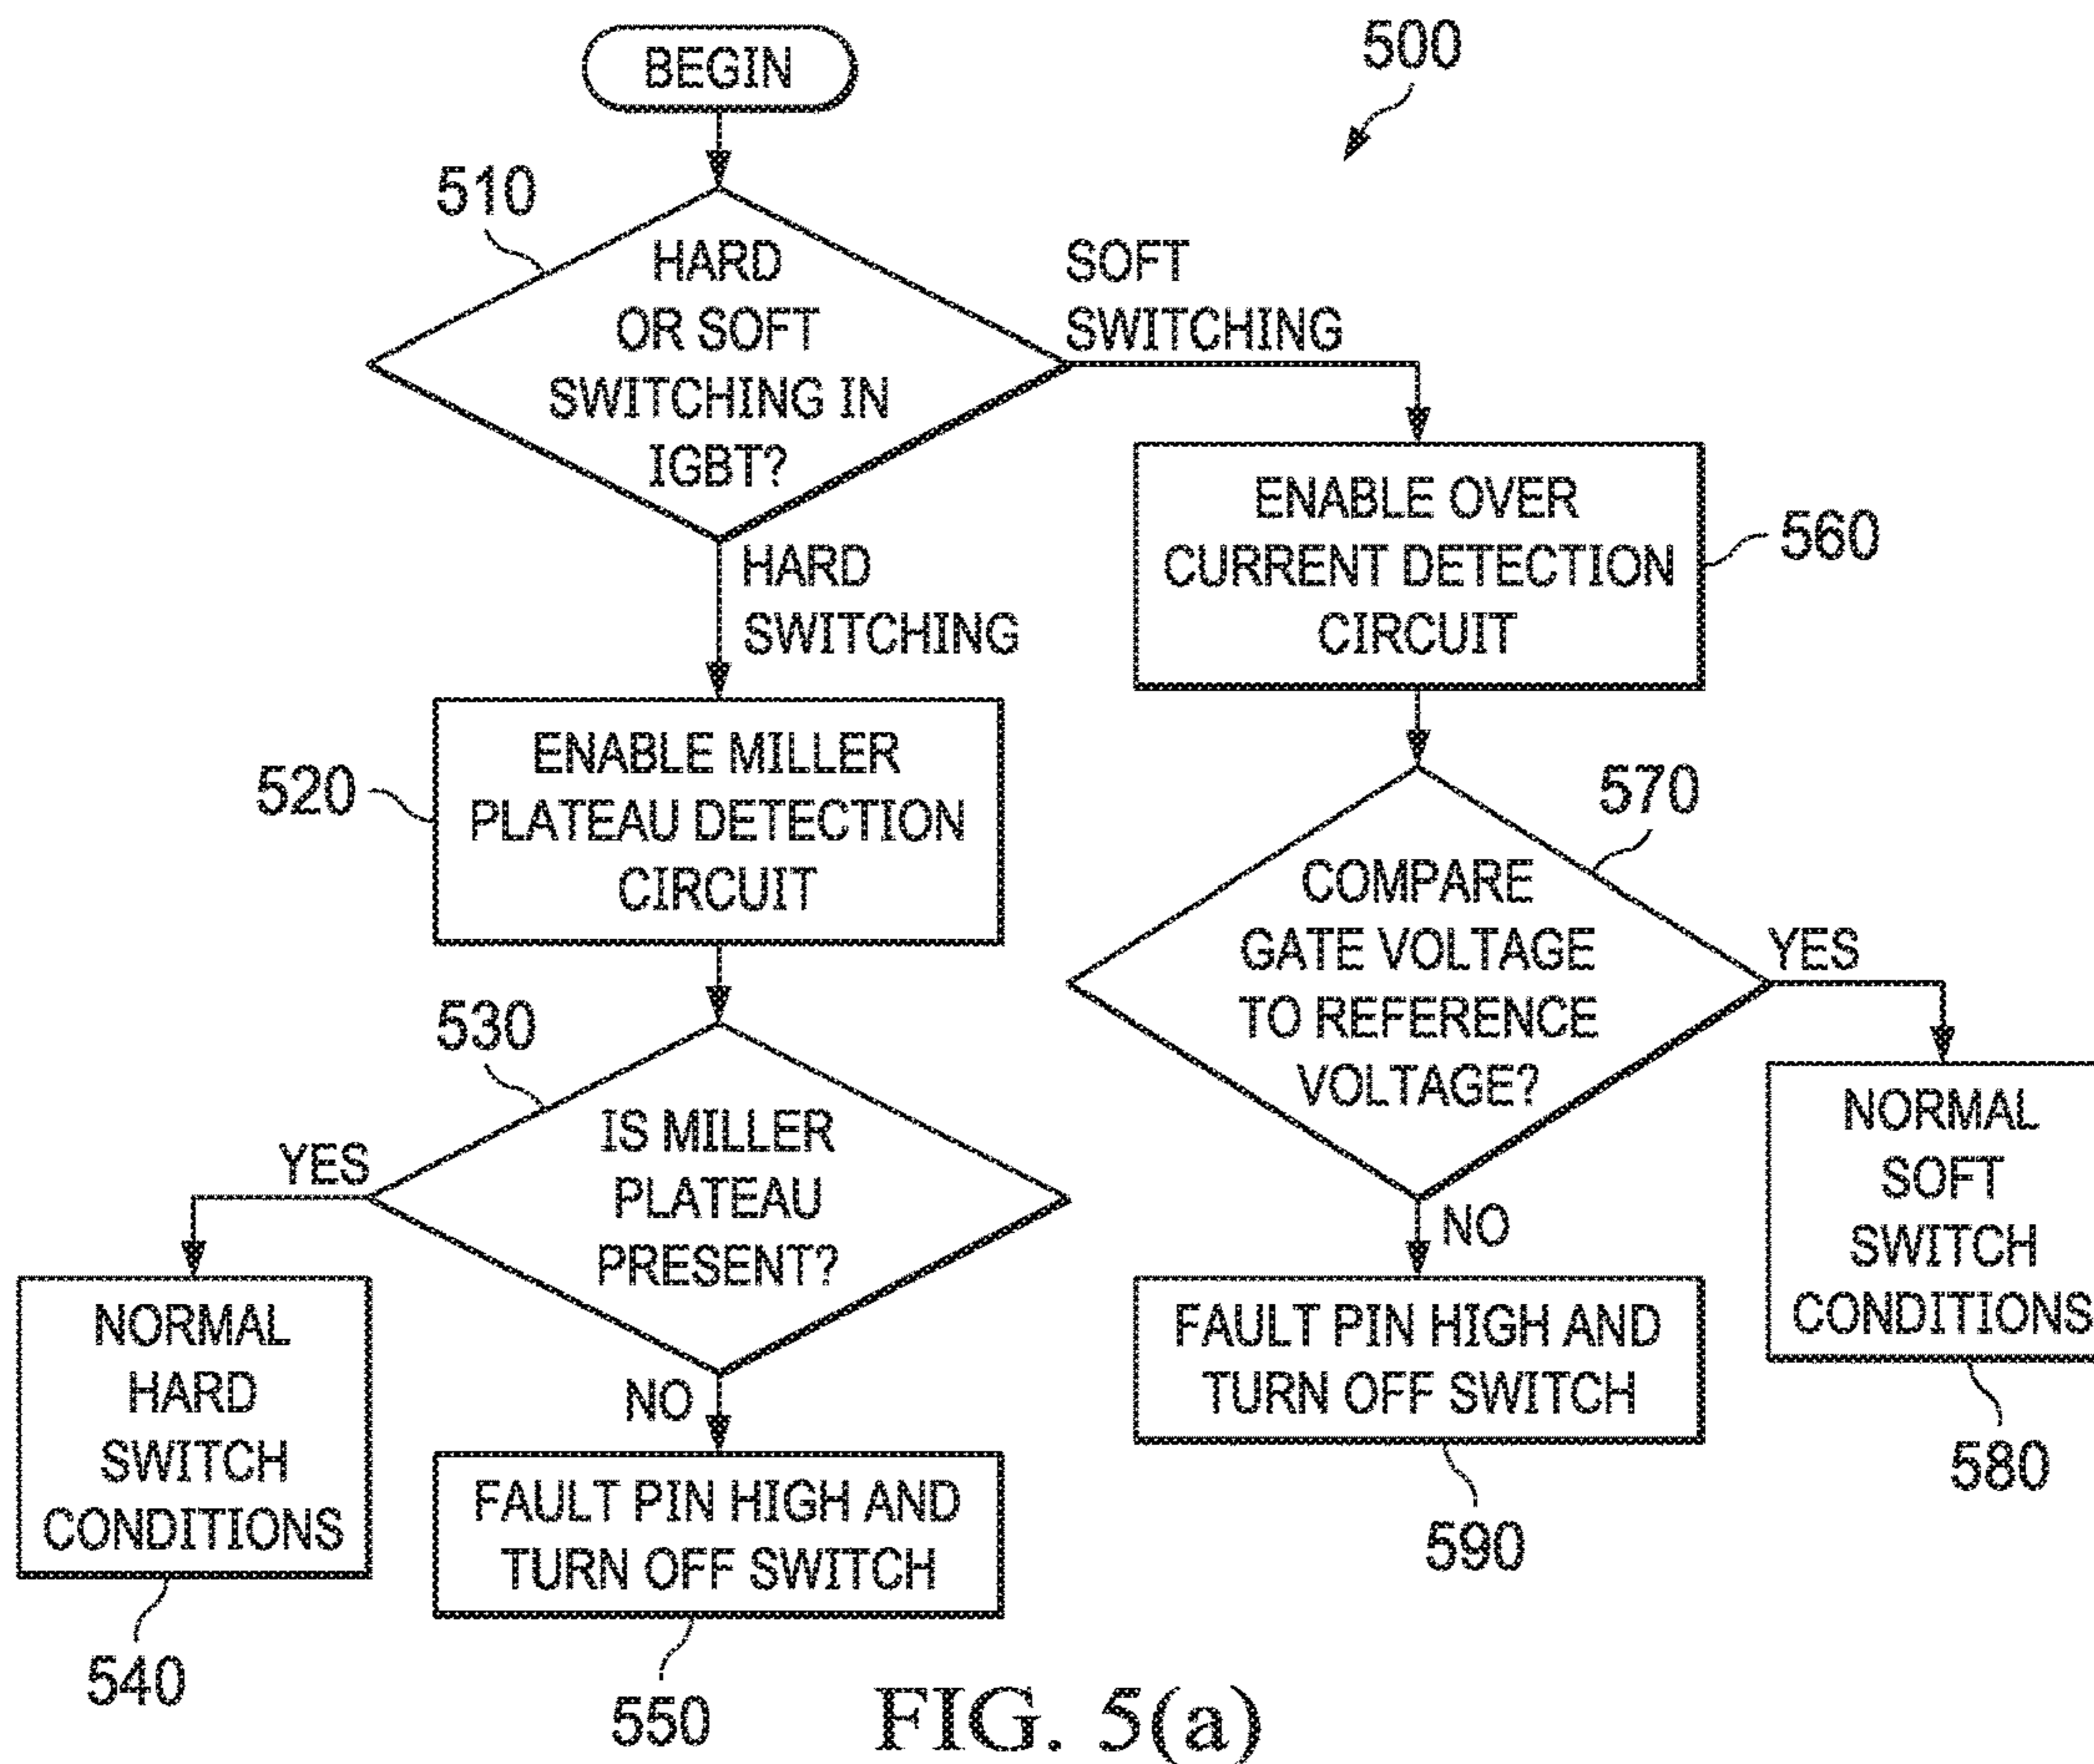 BEGIN
500
510
HARD
OR SOFT
SWITCHING IN
IGBT?
SOFT
SWITCHING
HARD
SWITCHING
ENABLE OVER
CURRENT DETECTION
CIRCUIT
560
520
ENABLE MILLER
PLATEAU DETECTION
CIRCUIT
570
COMPARE
GATE VOLTAGE
TO REFERENCE
VOLTAGE?
YES
NO
530
IS MILLER
PLATEAU
PRESENT?
YES
NO
NORMAL
HARD
SWITCH
CONDITIONS
540
FAULT PIN HIGH AND
TURN OFF SWITCH
550
FAULT PIN HIGH AND
TURN OFF SWITCH
590
NORMAL
SOFT
SWITCH
CONDITIONS
580
FIG. 5(a)